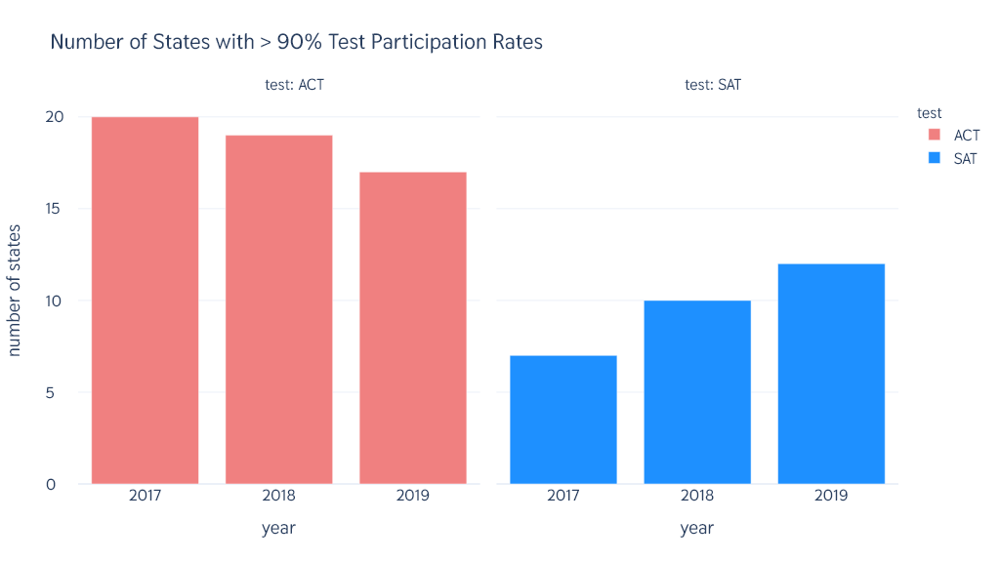 Number of States with > 90% Test Participation Rates
test: ACT
test: SAT
test
ACT
SAT
number of states
20
15
10
5
0
2017 2018 2019
2017 2018 2019
year
year